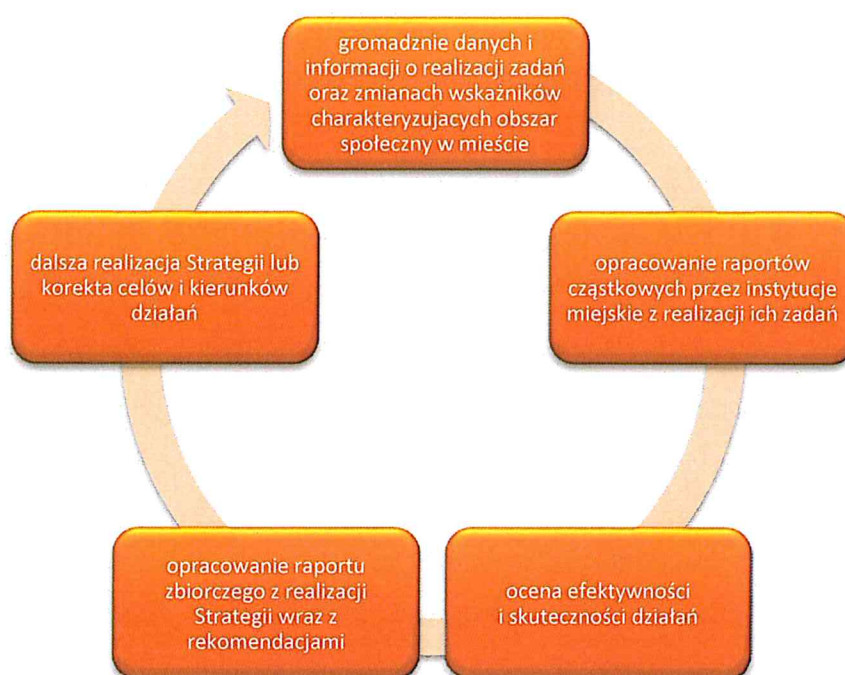 gromadznie danych i
informacji o realizacji zadań
oraz zmianach wskaźników
charakteryzujacych obszar
społeczny w mieście
opracowanie raportów
cząstkowych przez instytucje
miejskie z realizacji ich zadań
ocena efektywności
i skuteczności działań
opracowanie raportu
zbiorczego z realizacji
Strategii wraz z
rekomendacjami
dalsza realizacja Strategii lub
korekta celów i kierunków
działań